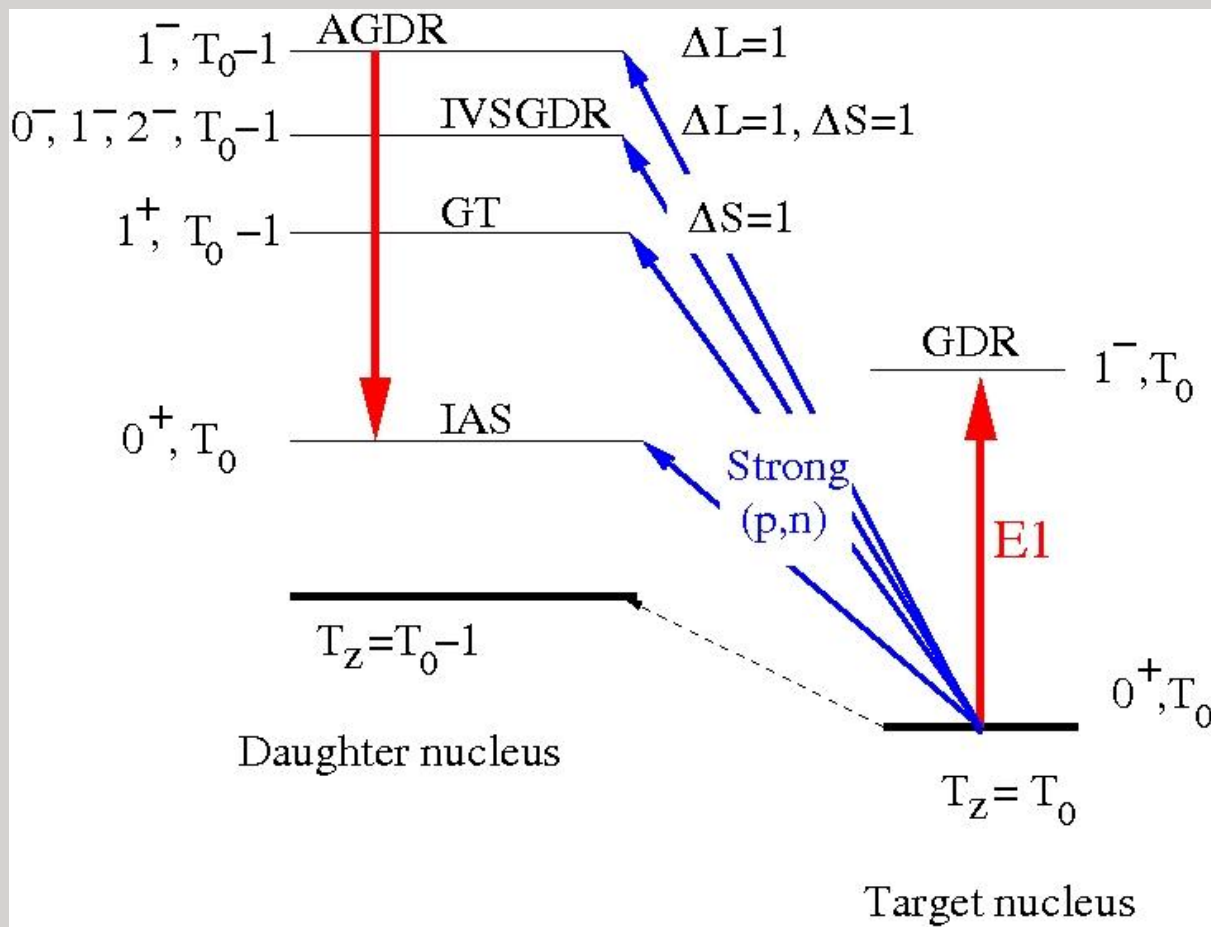 1⁻, T₀−1 AGDR ΔL=1
0⁻, 1⁻, 2⁻, T₀−1 IVSGDR ΔL=1, ΔS=1
1⁺, T₀−1 GT ΔS=1
GDR
1⁻,T₀
0⁺, T₀ IAS
Strong
(p,n)
E1
T_z=T₀−1
0⁺,T₀
Daughter nucleus
T_z= T₀
Target nucleus